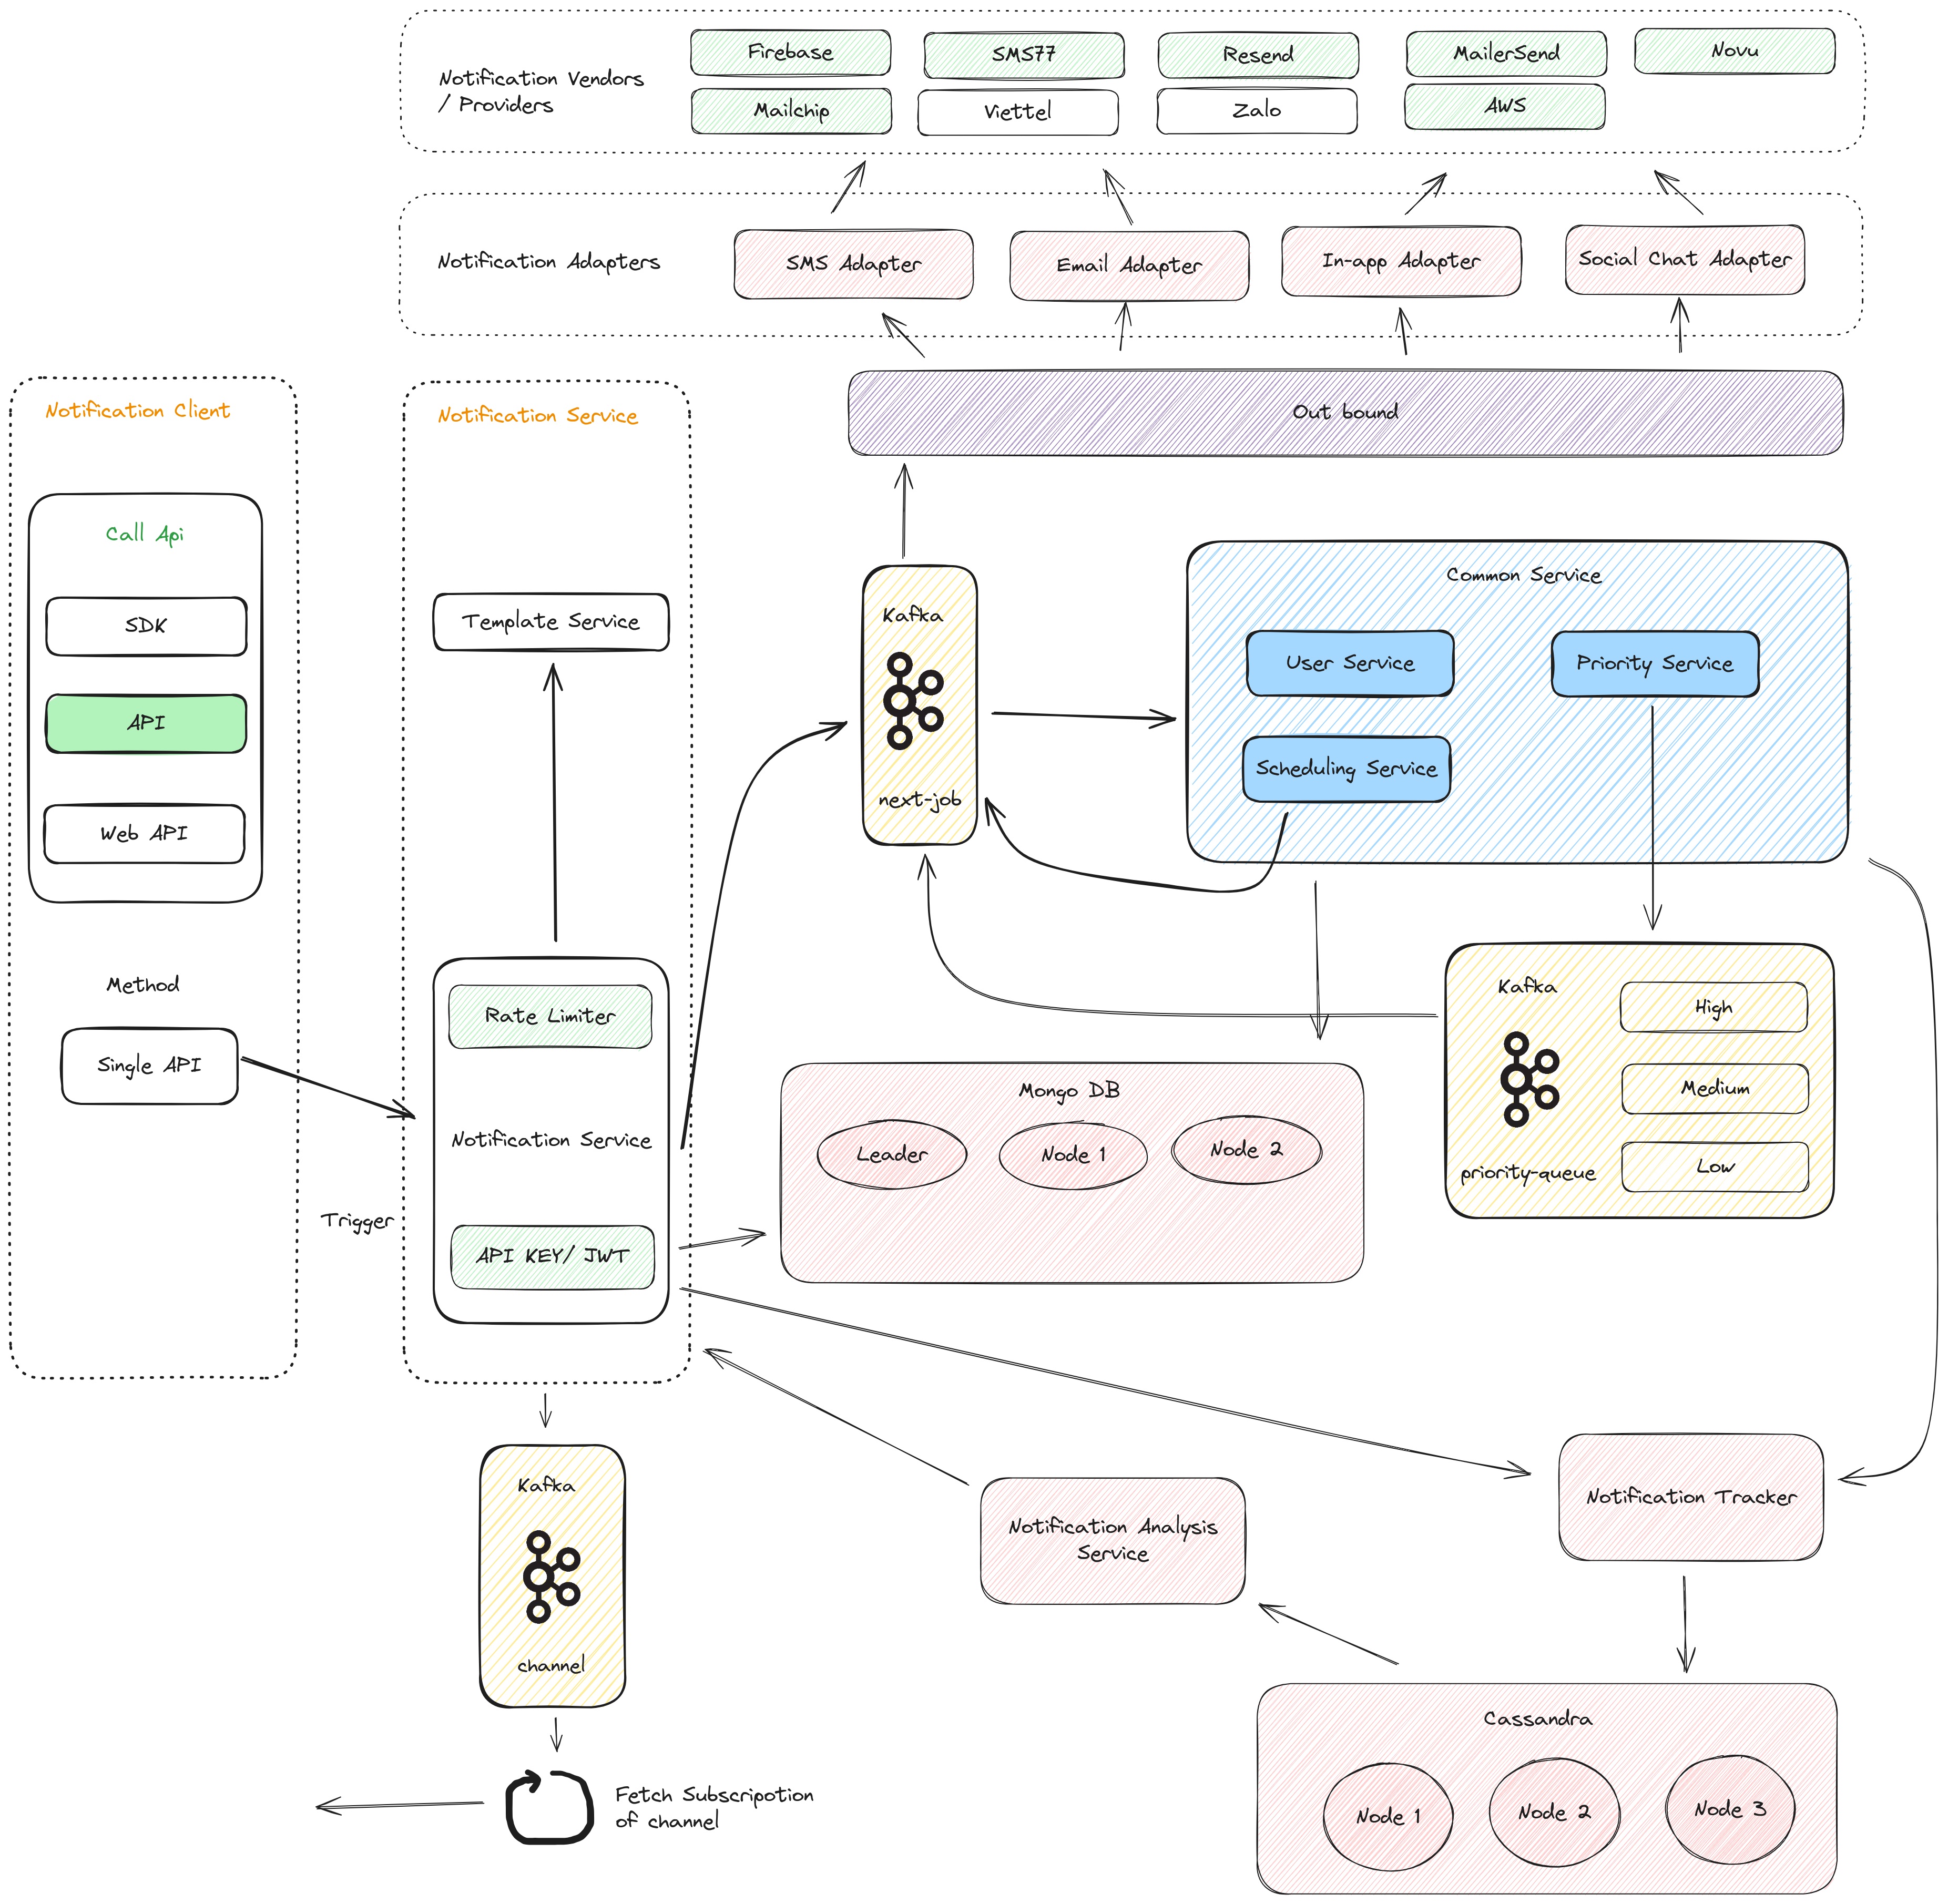 Notification Vendors
/ Providers
Firebase
SMS77
Resend
MailerSend
Novu
Mailchip
Viettel
Zalo
AWS
Notification Adapters
SMS Adapter
Email Adapter
In-app Adapter
Social Chat Adapter
Out bound
Notification Client
Call Api
SDK
API
Web API
Method
Single API
Trigger
Notification Service
Template Service
Rate Limiter
Notification Service
API KEY/ JWT
Kafka
next-job
Common Service
User Service
Priority Service
Scheduling Service
Kafka
priority-queue
High
Medium
Low
Mongo DB
Leader
Node 1
Node 2
Kafka
channel
Fetch Subscripotion
of channel
Notification Analysis
Service
Notification Tracker
Cassandra
Node 1
Node 2
Node 3